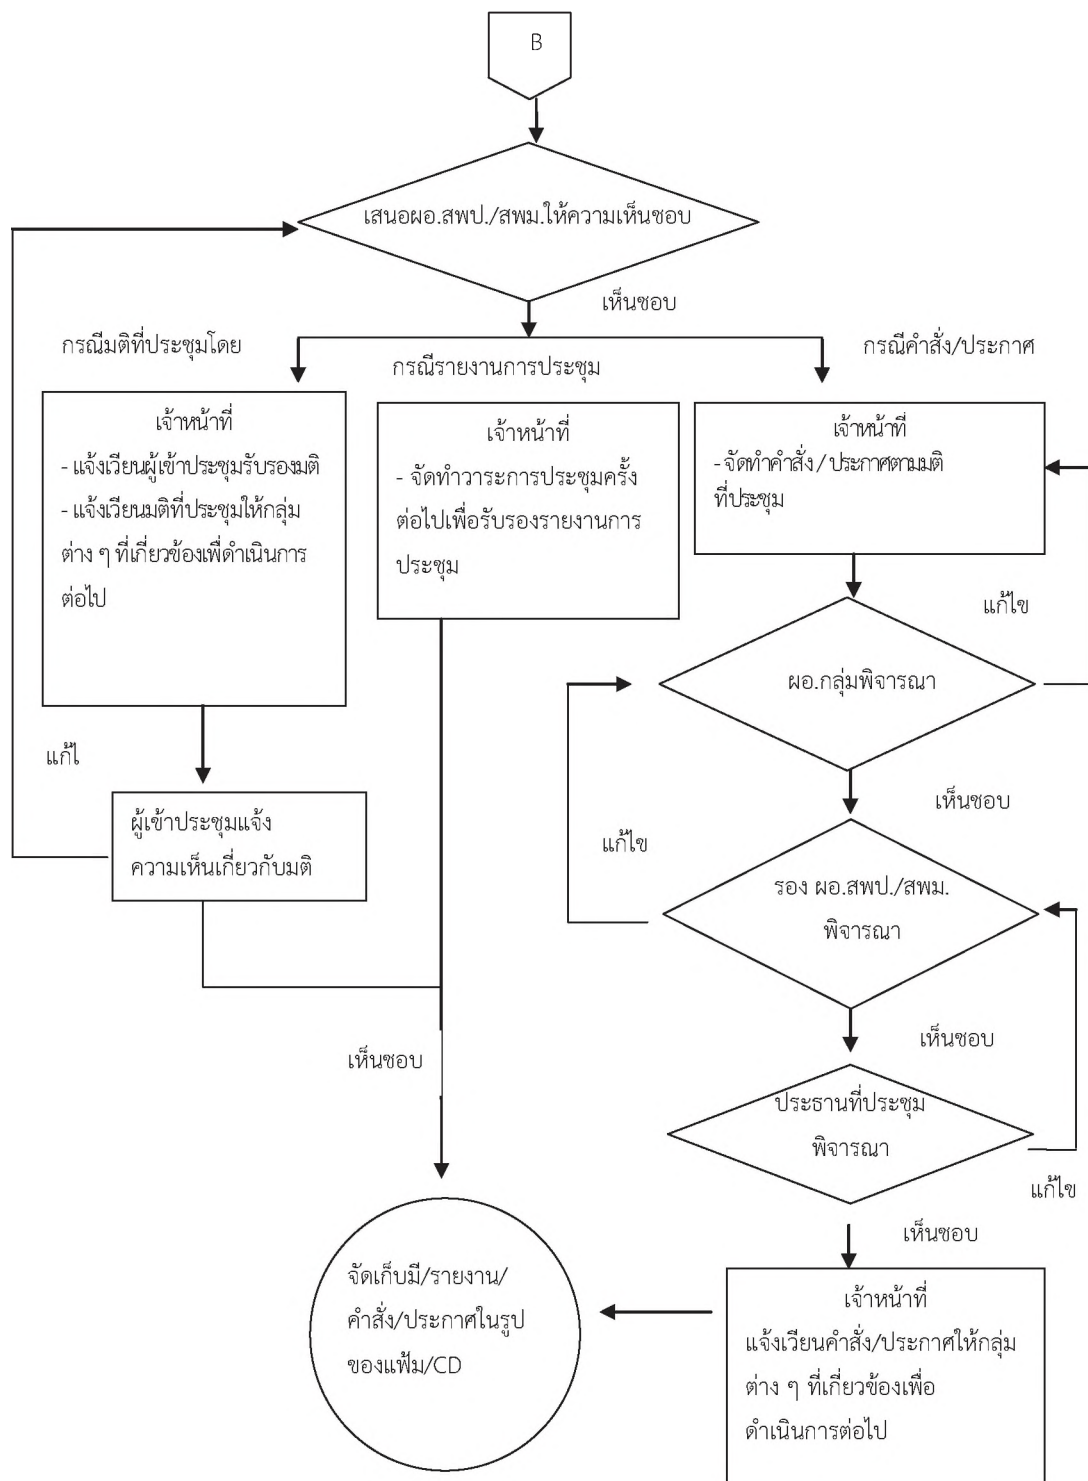 B
เสนอผอ.สพป./สพม.ให้ความเห็นชอบ
เห็นชอบ
กรณีมติที่ประชุมโดย
กรณีรายงานการประชุม
กรณีคำสั่ง/ประกาศ
เจ้าหน้าที่
- แจ้งเวียนผู้เข้าประชุมรับรองมติ
- แจ้งเวียนมติที่ประชุมให้กลุ่ม
ต่าง ๆ ที่เกี่ยวข้องเพื่ดำเนินการ
ต่อไป
เจ้าหน้าที่
- จัดทำวาระการประชุมครั้ง
ต่อไปเพื่อรับรองรายงานการ
ประชุม
เจ้าหน้าที่
- จัดทำคำสั่ง / ประกาศตามมติ
ที่ประชุม
แก้ไข
ผอ.กลุ่มพิจารณา
แก้ไ
เห็นชอบ
ผู้เข้าประชุมแจ้ง
ความเห็นเกี่ยวกับมติ
แก้ไข
รอง ผอ.สพป./สพม.
พิจารณา
เห็นชอบ
เห็นชอบ
ประธานที่ประชุม
พิจารณา
แก้ไข
เห็นชอบ
จัดเก็บมื/รายงาน/
คำสั่ง/ประกาศในรูป
ของแฟ้ม/CD
เจ้าหน้าที่
แจ้งเวียนคำสั่ง/ประกาศให้กลุ่ม
ต่าง ๆ ที่เกี่ยวข้องเพื่อ
ดำเนินการต่อไป